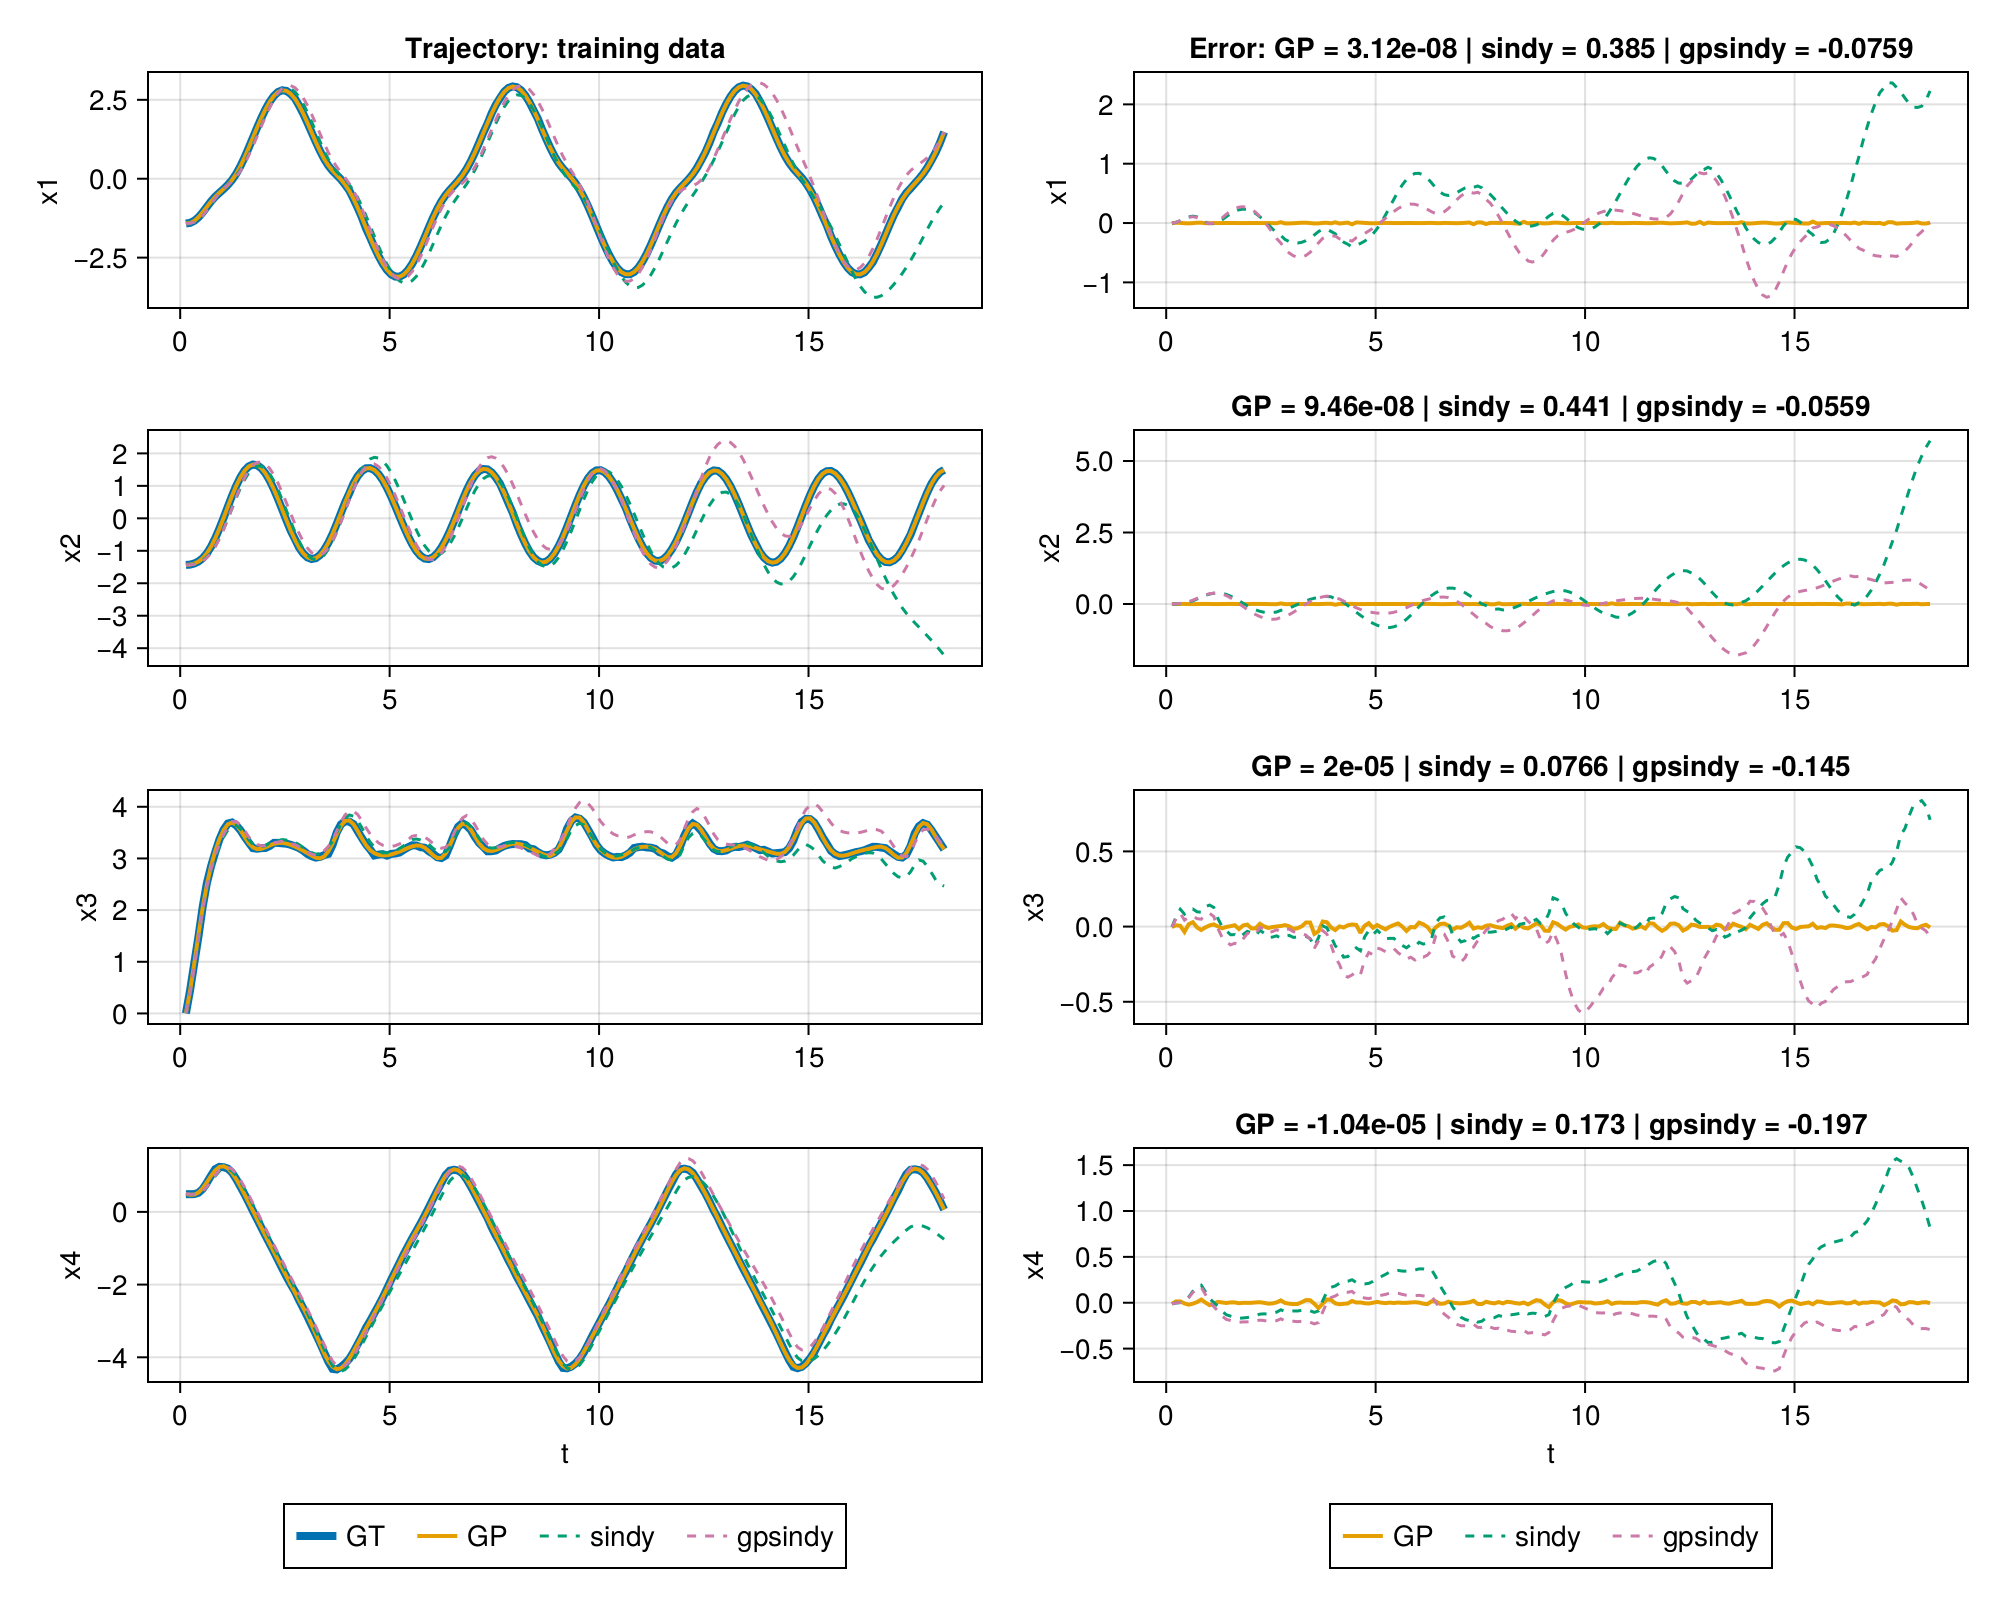 Trajectory: training data
x1
2.5
0.0
−2.5
0 5 10 15
Error: GP = 3.12e-08 | sindy = 0.385 | gpsindy = -0.0759
x1
2
1
0
−1
0 5 10 15
x2
2
1
0
−1
−2
−3
−4
0 5 10 15
GP = 9.46e-08 | sindy = 0.441 | gpsindy = -0.0559
x2
5.0
2.5
0.0
0 5 10 15
x3
4
3
2
1
0
0 5 10 15
GP = 2e-05 | sindy = 0.0766 | gpsindy = -0.145
x3
0.5
0.0
−0.5
0 5 10 15
x4
0
−2
−4
0 5 10 15
t
GP = -1.04e-05 | sindy = 0.173 | gpsindy = -0.197
x4
1.5
1.0
0.5
0.0
−0.5
0 5 10 15
t
GT GP sindy gpsindy
GP sindy gpsindy